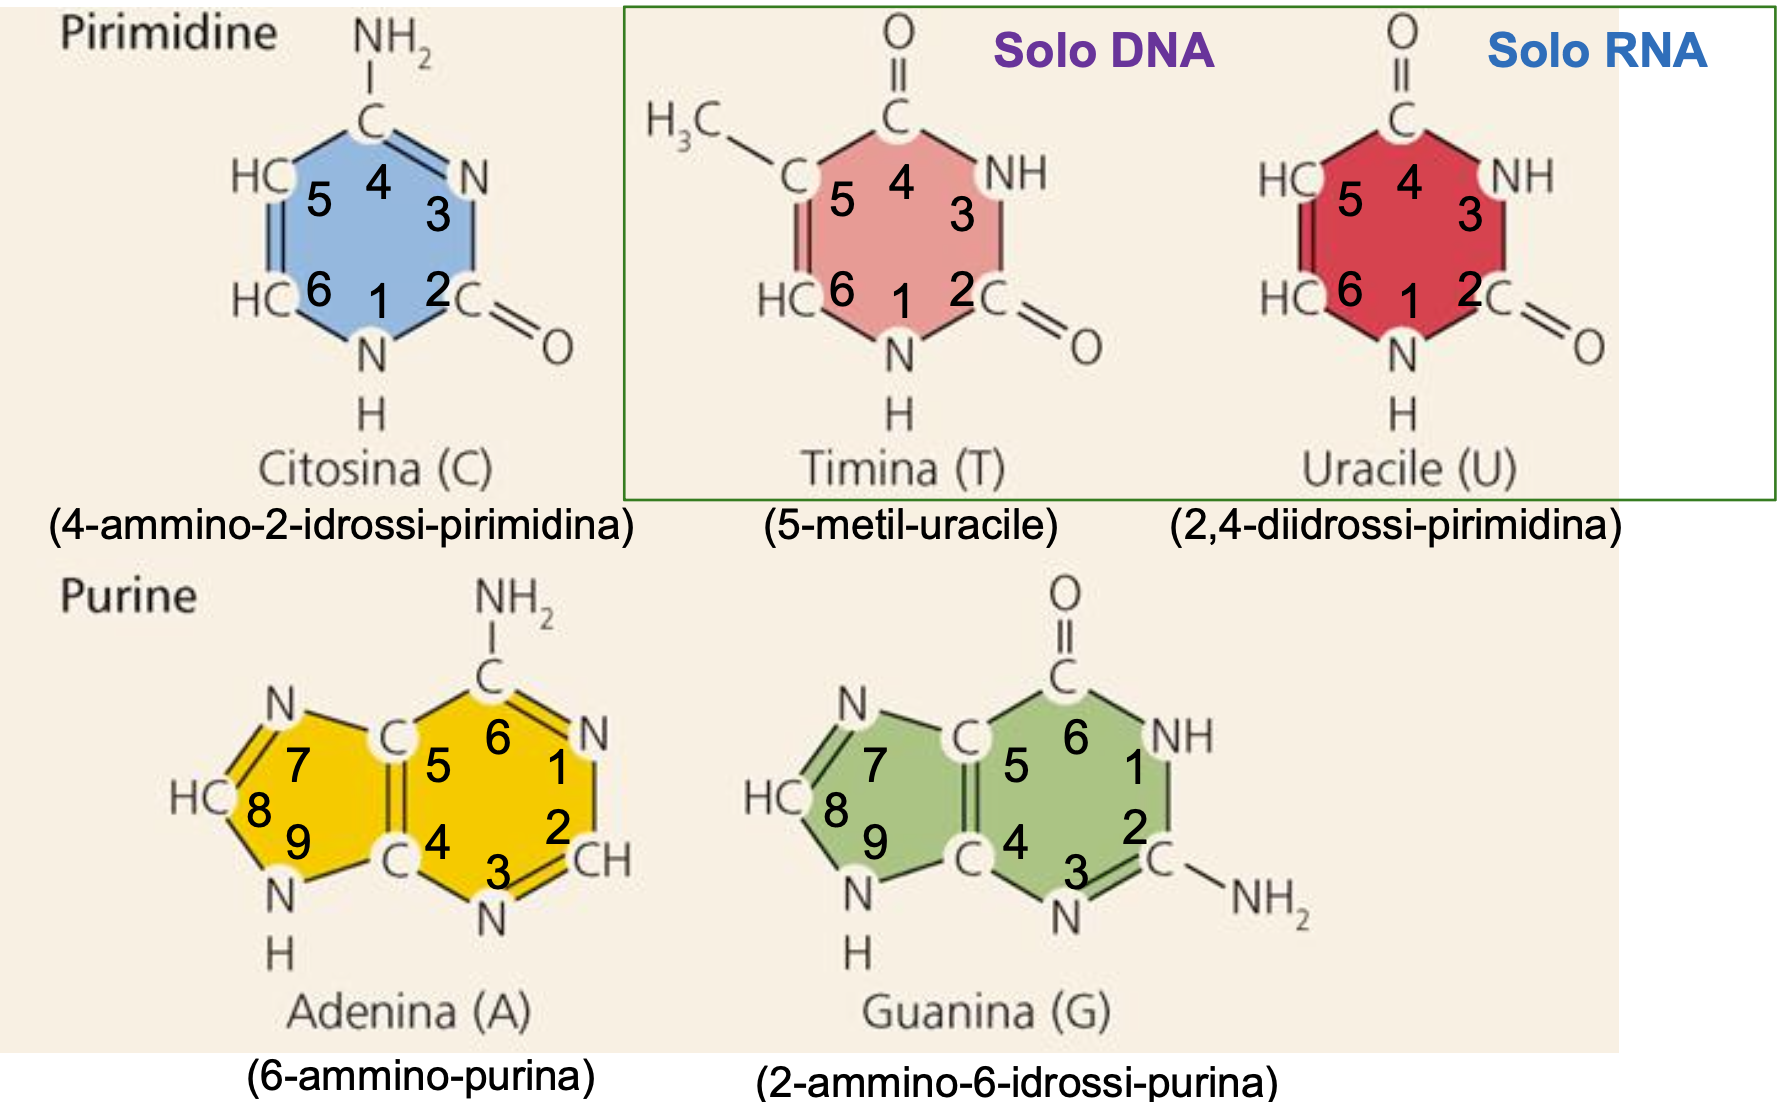 Pirimidine
Solo DNA
Solo RNA
NH2
C
HC
N
HC
C
O
N
H
5 4 3
6 1 2
Citosina (C)
(4-ammino-2-idrossi-pirimidina)
O
C
H3C
C
NH
HC
C
O
N
H
5 4 3
6 1 2
Timina (T)
(5-metil-uracile)
O
C
HC
NH
HC
C
O
N
H
5 4 3
6 1 2
Uracile (U)
(2,4-diidrossi-pirimidina)
Purine
NH2
C
N
C
N
HC
C
CH
N
N
H
7 5 6 1
8 9 4 3 2
Adenina (A)
(6-ammino-purina)
O
C
N
C
NH
HC
C
C
NH2
N
N
H
7 5 6 1
8 9 4 3 2
Guanina (G)
(2-ammino-6-idrossi-purina)